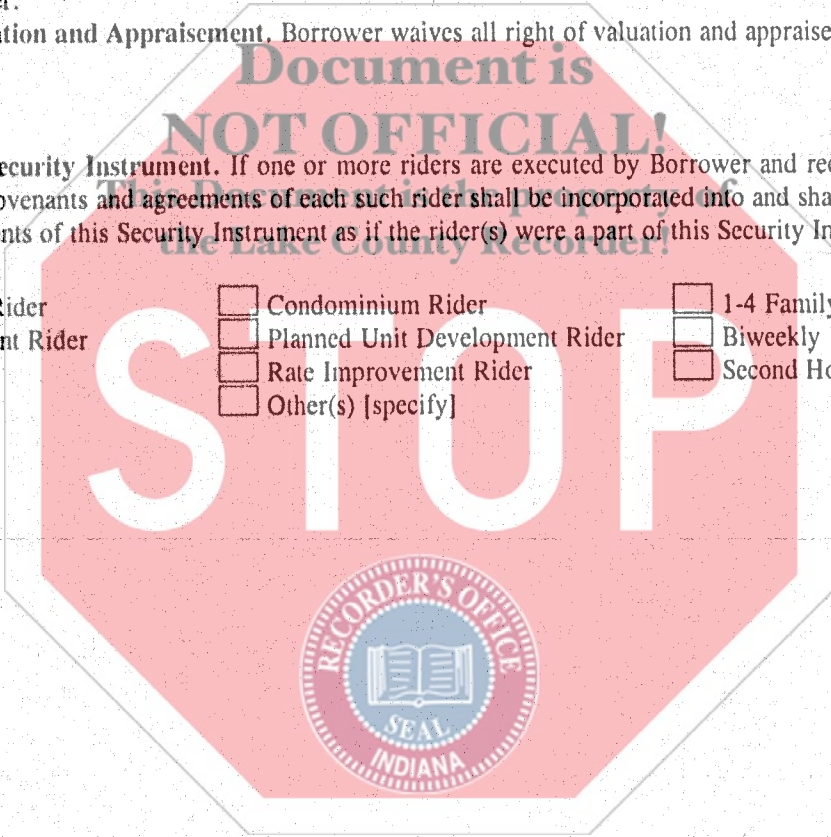 er.
tion and Appraisement. Borrower waives all right of valuation and appraise
Document is
NOT OFFICIAL!
ecurity Instrument. If one or more riders are executed by Borrower and rec
This Document is the property of
ovenants and agreements of each such rider shall be incorporated into and sha
nts of this Security Instrument as if the rider(s) were a part of this Security In
the Lake County Recorder!
Rider Condominium Rider 1-4 Family
nt Rider Planned Unit Development Rider Biweekly
Rate Improvement Rider Second Ho
Other(s) [specify]
STOP
RECORDER'S OFFICE
SEAL
INDIANA